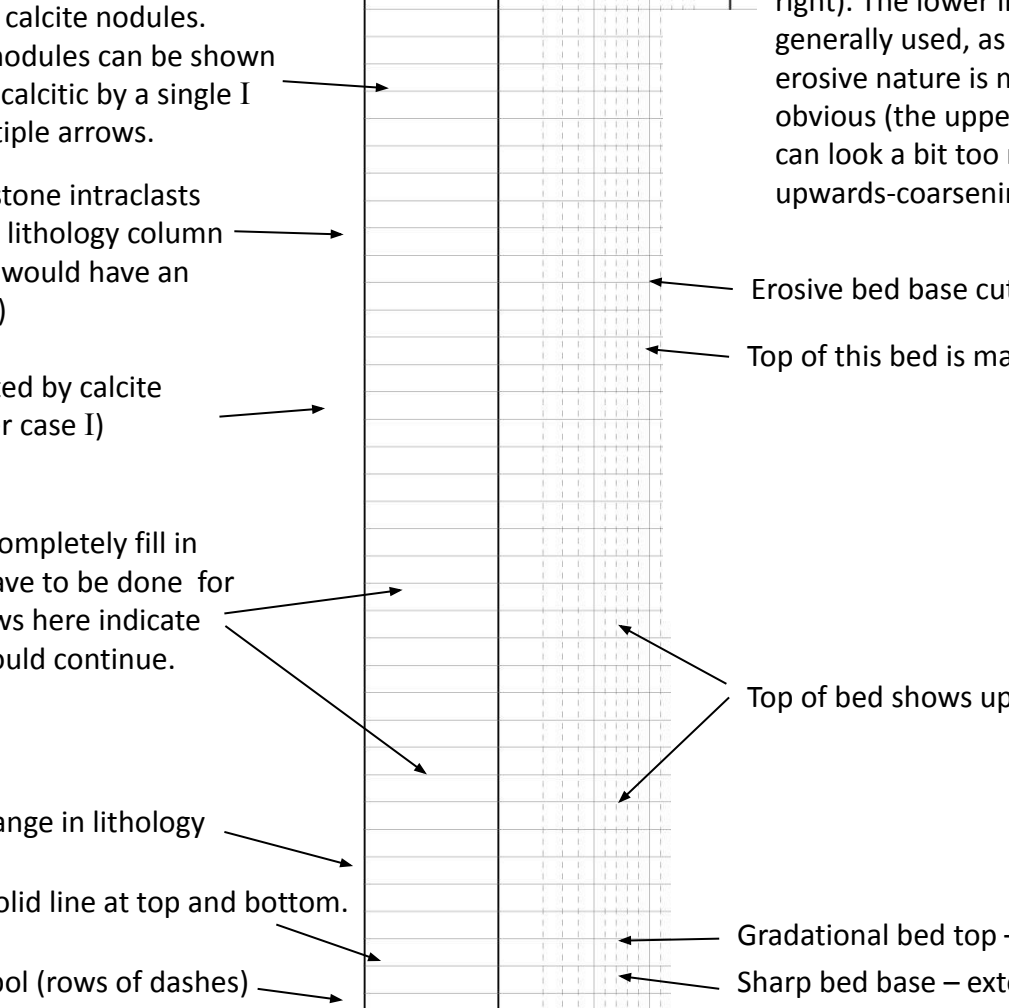 calcite nodules.
nodules can be shown
calcitic by a single I
tiple arrows.
stone intraclasts
lithology column
would have an
)
ted by calcite
r case I)
ompletely fill in
ave to be done for
ws here indicate
ould continue.
ange in lithology
olid line at top and bottom.
ool (rows of dashes)
right). The lower
generally used, as
erosive nature is
obvious (the uppe
can look a bit too
upwards-coarseni
Erosive bed base cu
Top of this bed is ma
Top of bed shows up
Gradational bed top –
Sharp bed base – ext